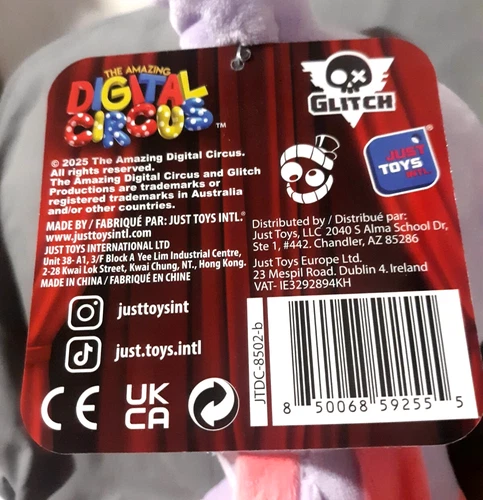 THE AMAZING
DIGITAL
CIRCUS™
GLITCH
JUST
TOYS
INTL.
®
© 2025 The Amazing Digital Circus.
All rights reserved.
The Amazing Digital Circus and Glitch
Productions are trademarks or
registered trademarks in Australia
and/or other countries.
MADE BY / FABRIQUÉ PAR: JUST TOYS INTL.®
www.justtoysintl.com
JUST TOYS INTERNATIONAL LTD
Unit 38- A1, 3/F Block A Yee Lim Industrial Centre,
2-28 Kwai Lok Street, Kwai Chung, NT., Hong Kong.
MADE IN CHINA / FABRIQUÉ EN CHINE
Distributed by / Distribué par:
Just Toys, LLC 2040 S Alma School Dr,
Ste 1, #442. Chandler, AZ 85286
Just Toys Europe Ltd.
23 Mespil Road. Dublin 4. Ireland
VAT- IE3292894KH
justtoysint
just.toys.intl
CE
UK
CA
JTDC-8502-b
8 50068 59255 5